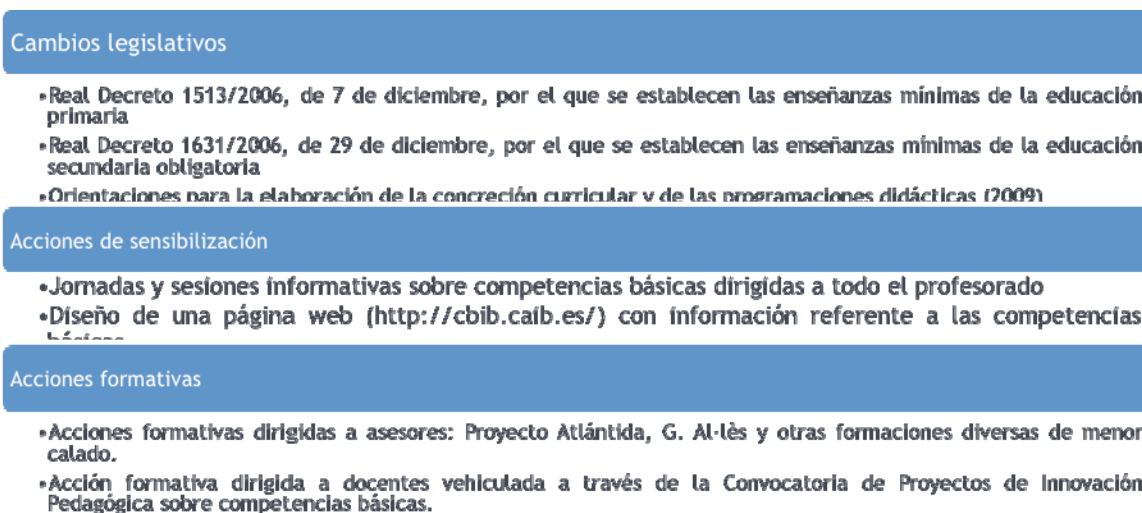 Cambios legislativos
•Real Decreto 1513/2006, de 7 de diciembre, por el que se establecen las enseñanzas mínimas de la educación
primaria
•Real Decreto 1631/2006, de 29 de diciembre, por el que se establecen las enseñanzas mínimas de la educación
secundaria obligatoria
•Orientaciones para la elaboración de la concreción curricular y de las programaciones didácticas (2009)
Acciones de sensibilización
•Jornadas y sesiones informativas sobre competencias básicas dirigidas a todo el profesorado
•Diseño de una página web (http://cbib.caib.es/) con información referente a las competencias
básicas
Acciones formativas
•Acciones formativas dirigidas a asesores: Proyecto Atlántida, G. Al·lès y otras formaciones diversas de menor
calado.
•Acción formativa dirigida a docentes vehiculada a través de la Convocatoria de Proyectos de Innovación
Pedagógica sobre competencias básicas.